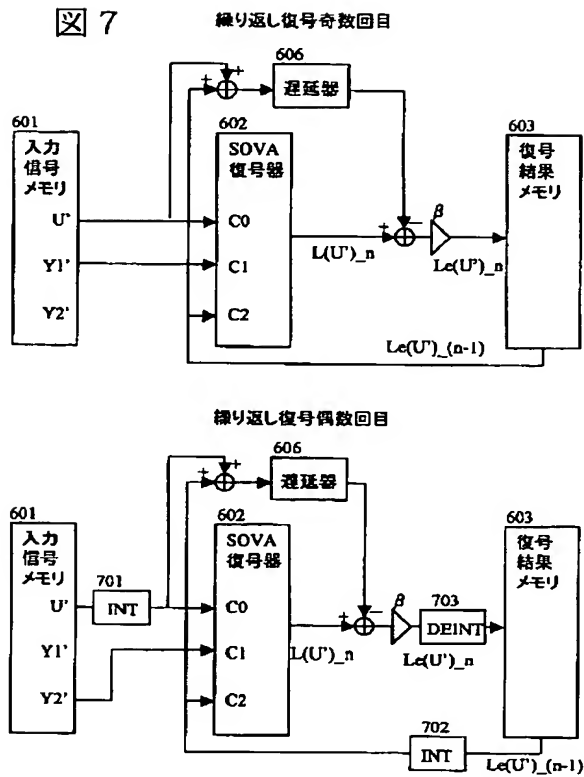 図 7
繰り返し復号奇数回目
606
遅延器
+
+
601
入力
信号
メモリ
U'
Y1'
Y2'
602
SOVA
復号器
C0
C1
C2
L(U')_n
+
−
β
Le(U')_n
603
復号
結果
メモリ
Le(U')_(n-1)
繰り返し復号偶数回目
606
遅延器
+
+
601
入力
信号
メモリ
U'
Y1'
Y2'
701
INT
602
SOVA
復号器
C0
C1
C2
L(U')_n
+
−
β
703
DEINT
Le(U')_n
603
復号
結果
メモリ
702
INT
Le(U')_(n-1)